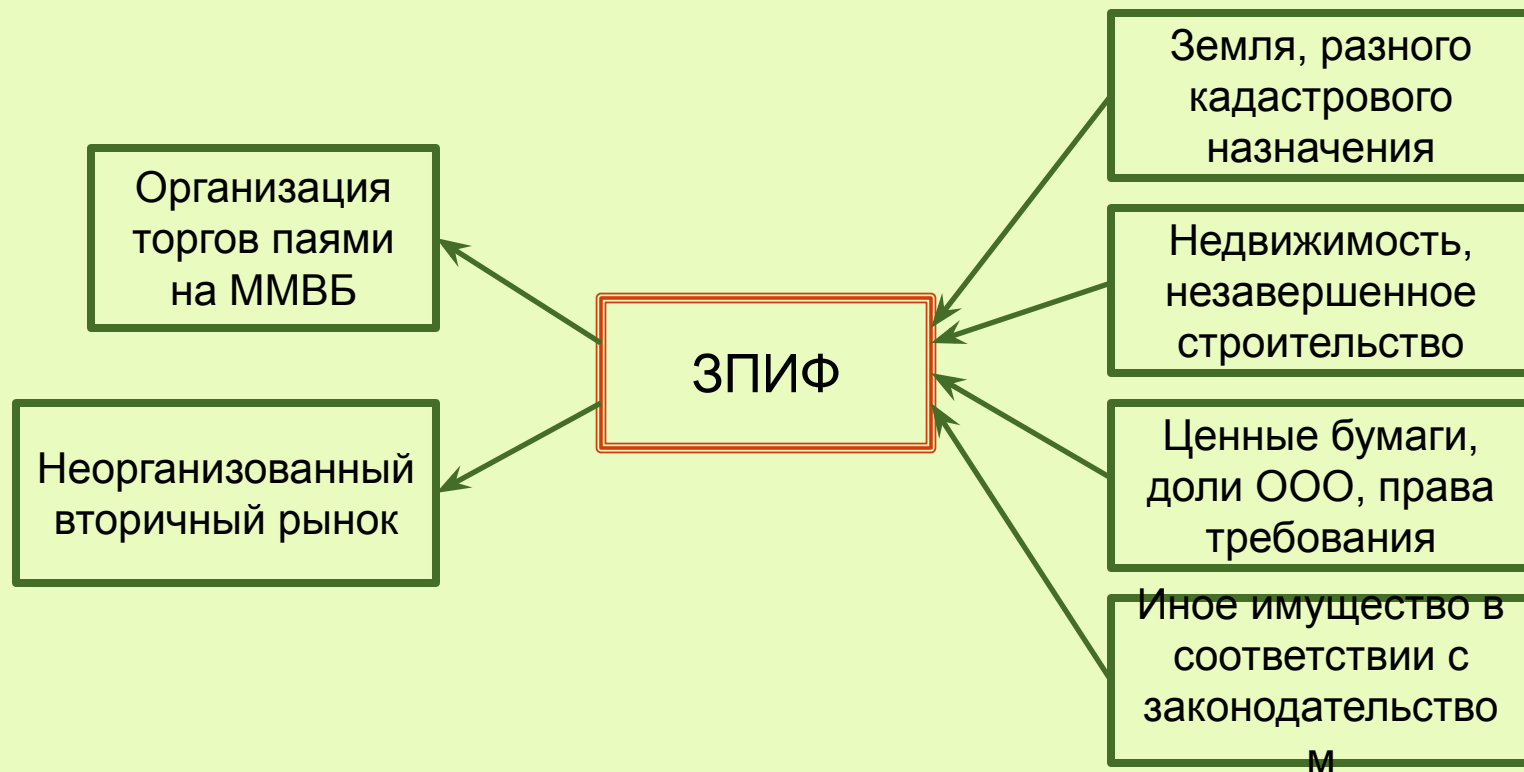 Организация
торгов паями
на ММВБ
Неорганизованный
вторичный рынок
ЗПИФ
Земля, разного
кадастрового
назначения
Недвижимость,
незавершенное
строительство
Ценные бумаги,
доли ООО, права
требования
Иное имущество в
соответствии с
законодательство
м